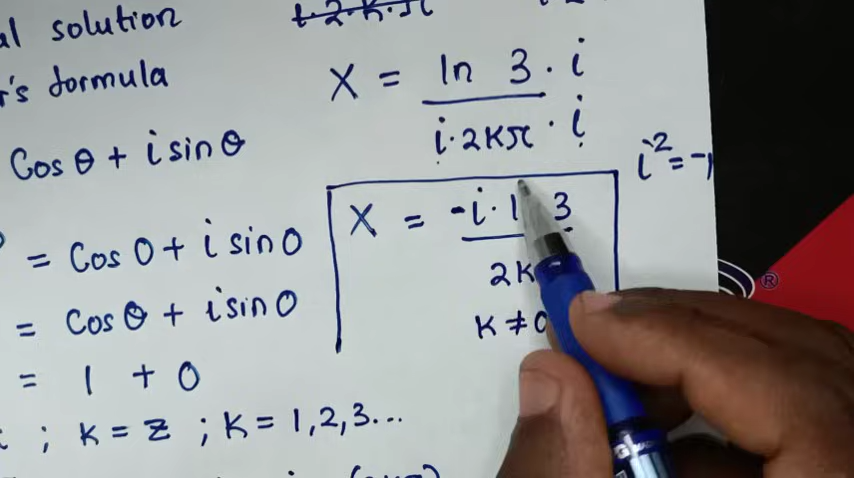 solution
formula
Cos θ + i sin θ
= Cos 0 + i sin 0
= Cos θ + i sin 0
= 1 + 0
; K = Z ; K = 1,2,3...
i·2·K·π
X = ln 3 · i
i·2Kπ · i
i² = -1
X = -i· 3
2K
K ≠ 0
®